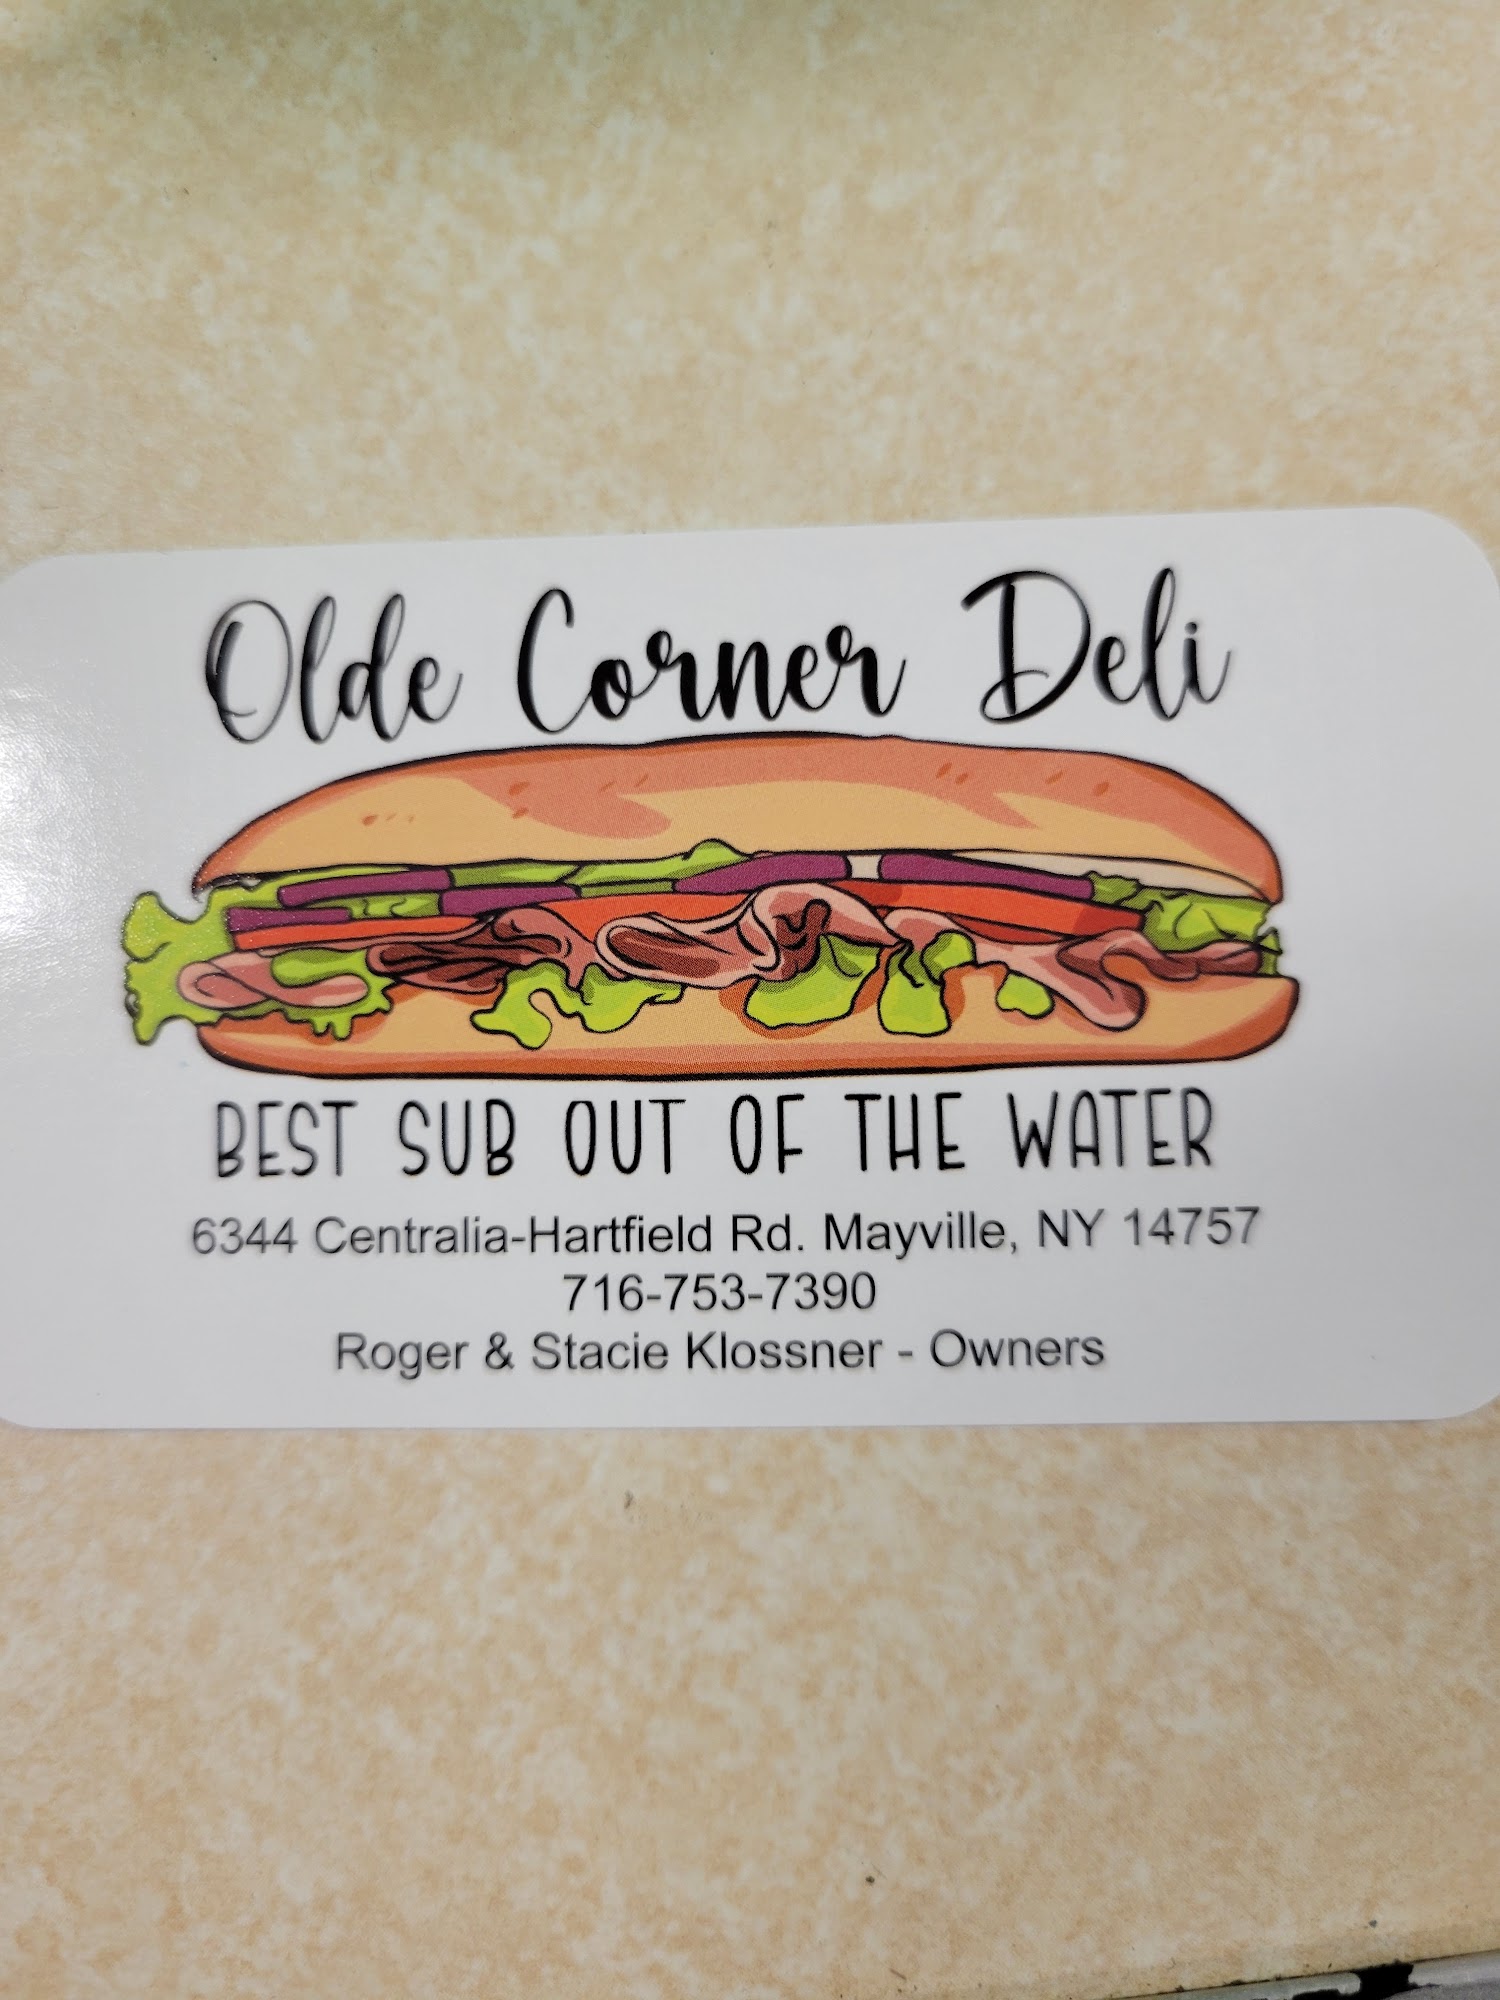 Olde Corner Deli
BEST SUB OUT OF THE WATER
6344 Centralia-Hartfield Rd. Mayville, NY 14757
716-753-7390
Roger & Stacie Klossner - Owners